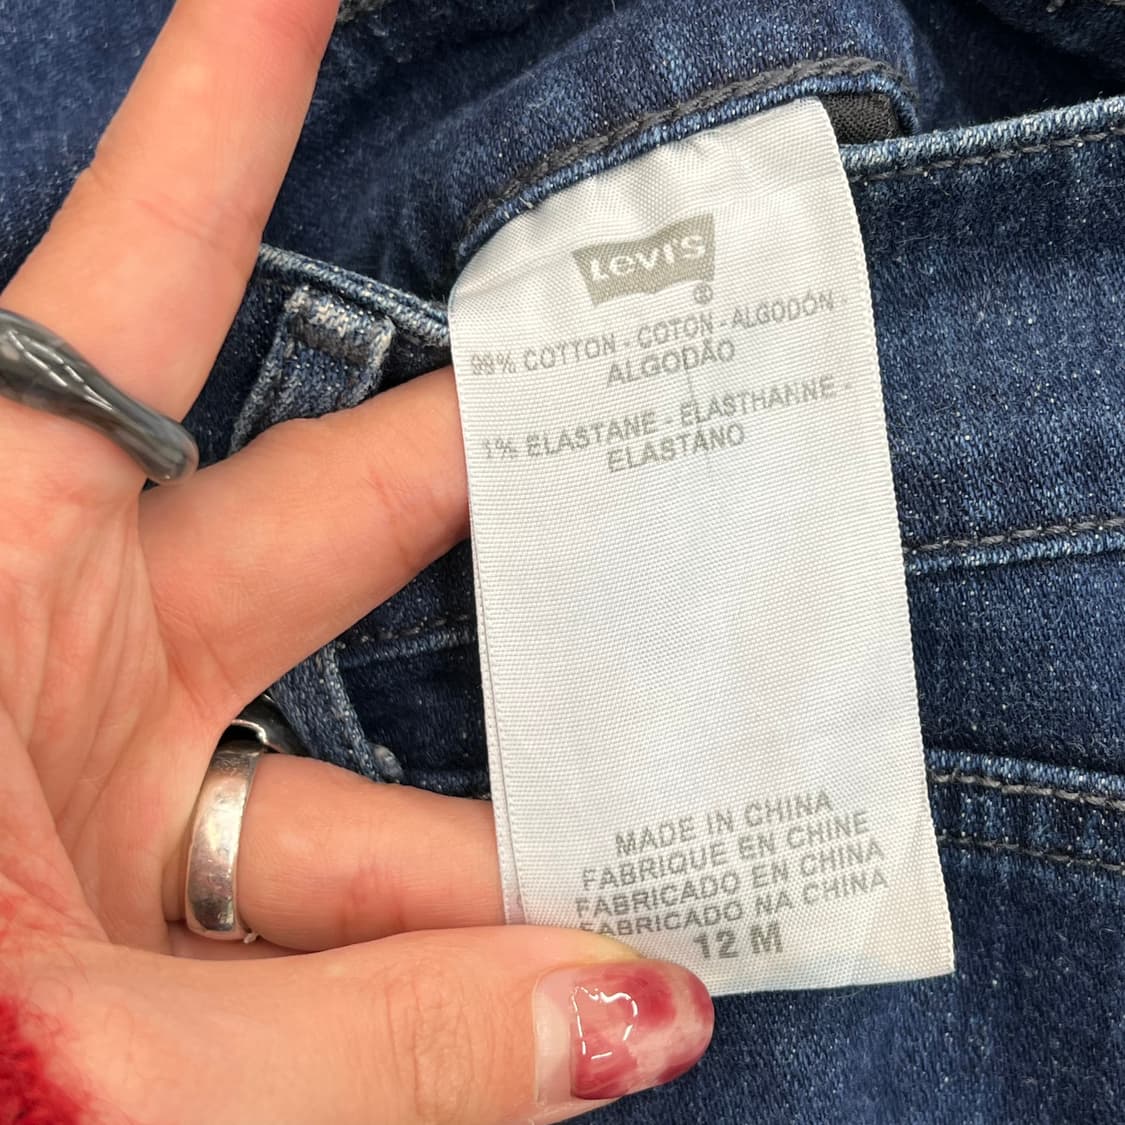 Levi's
®
99% COTTON - COTON - ALGODÓN -
ALGODÃO
1% ELASTANE - ELASTHANNE -
ELASTANO
MADE IN CHINA
FABRIQUE EN CHINE
FABRICADO EN CHINA
FABRICADO NA CHINA
12 M